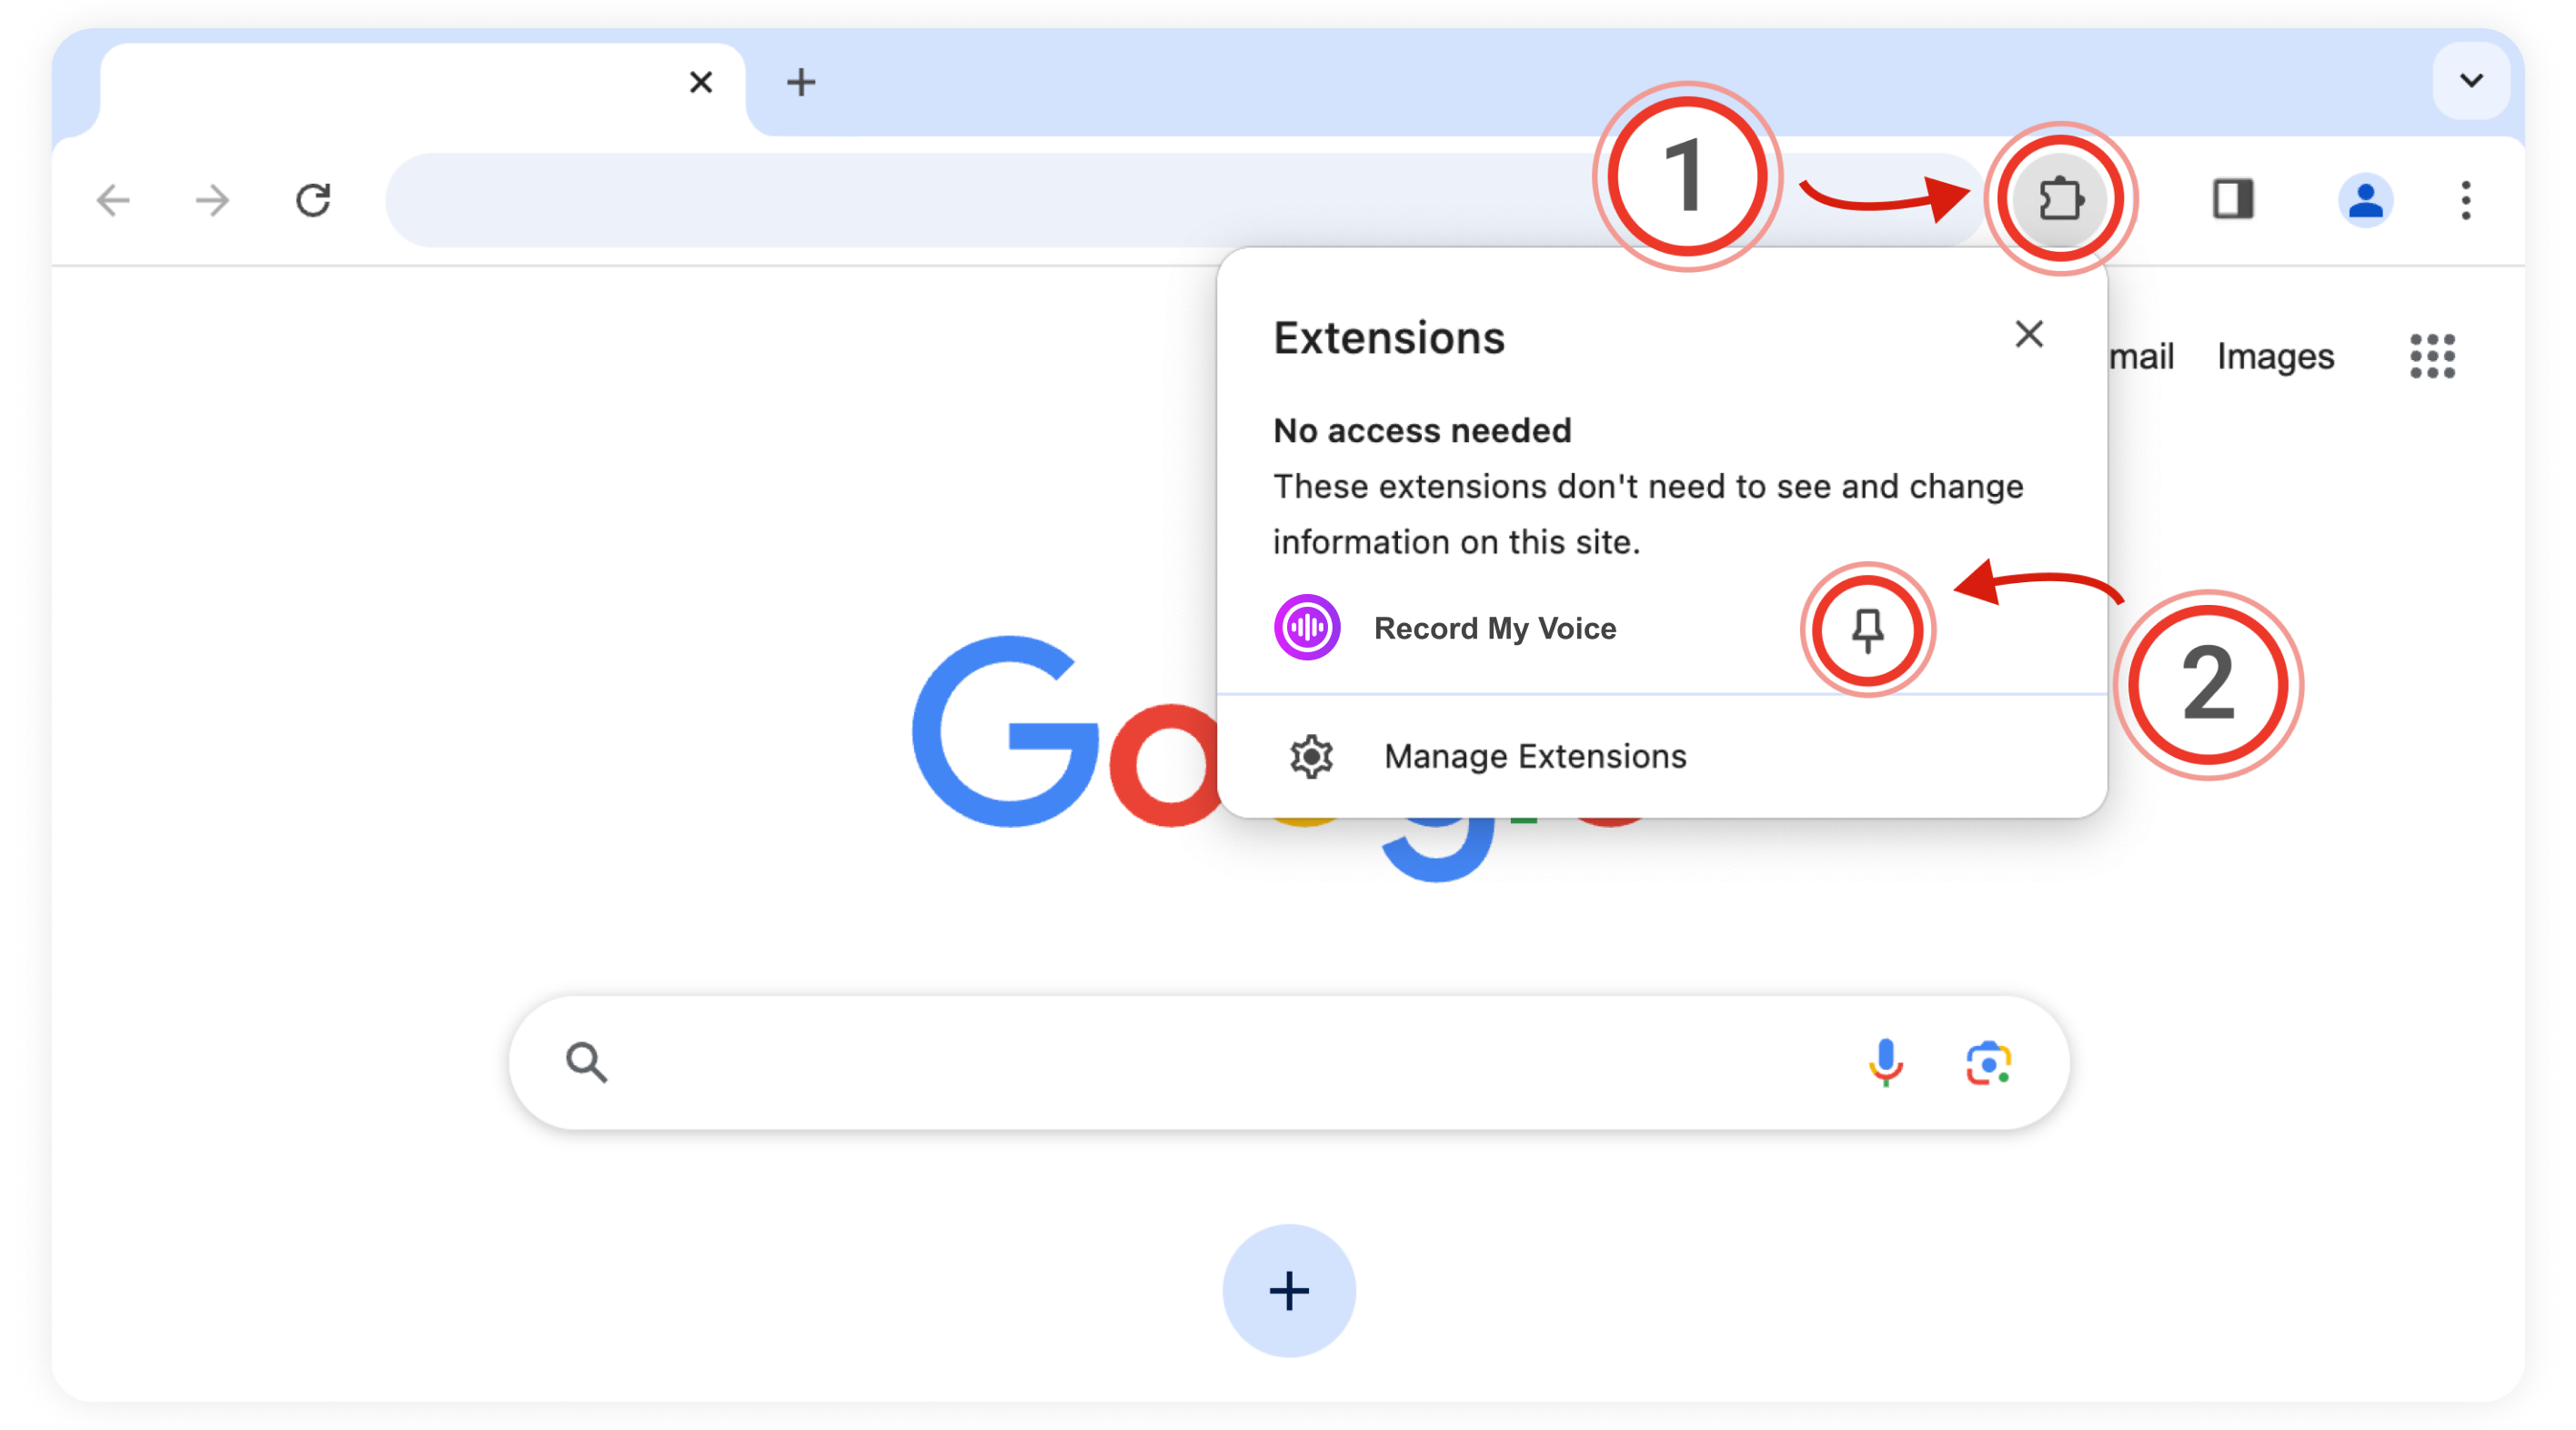 1
Extensions
mail Images
No access needed
These extensions don't need to see and change
information on this site.
Record My Voice
2
Go
Manage Extensions